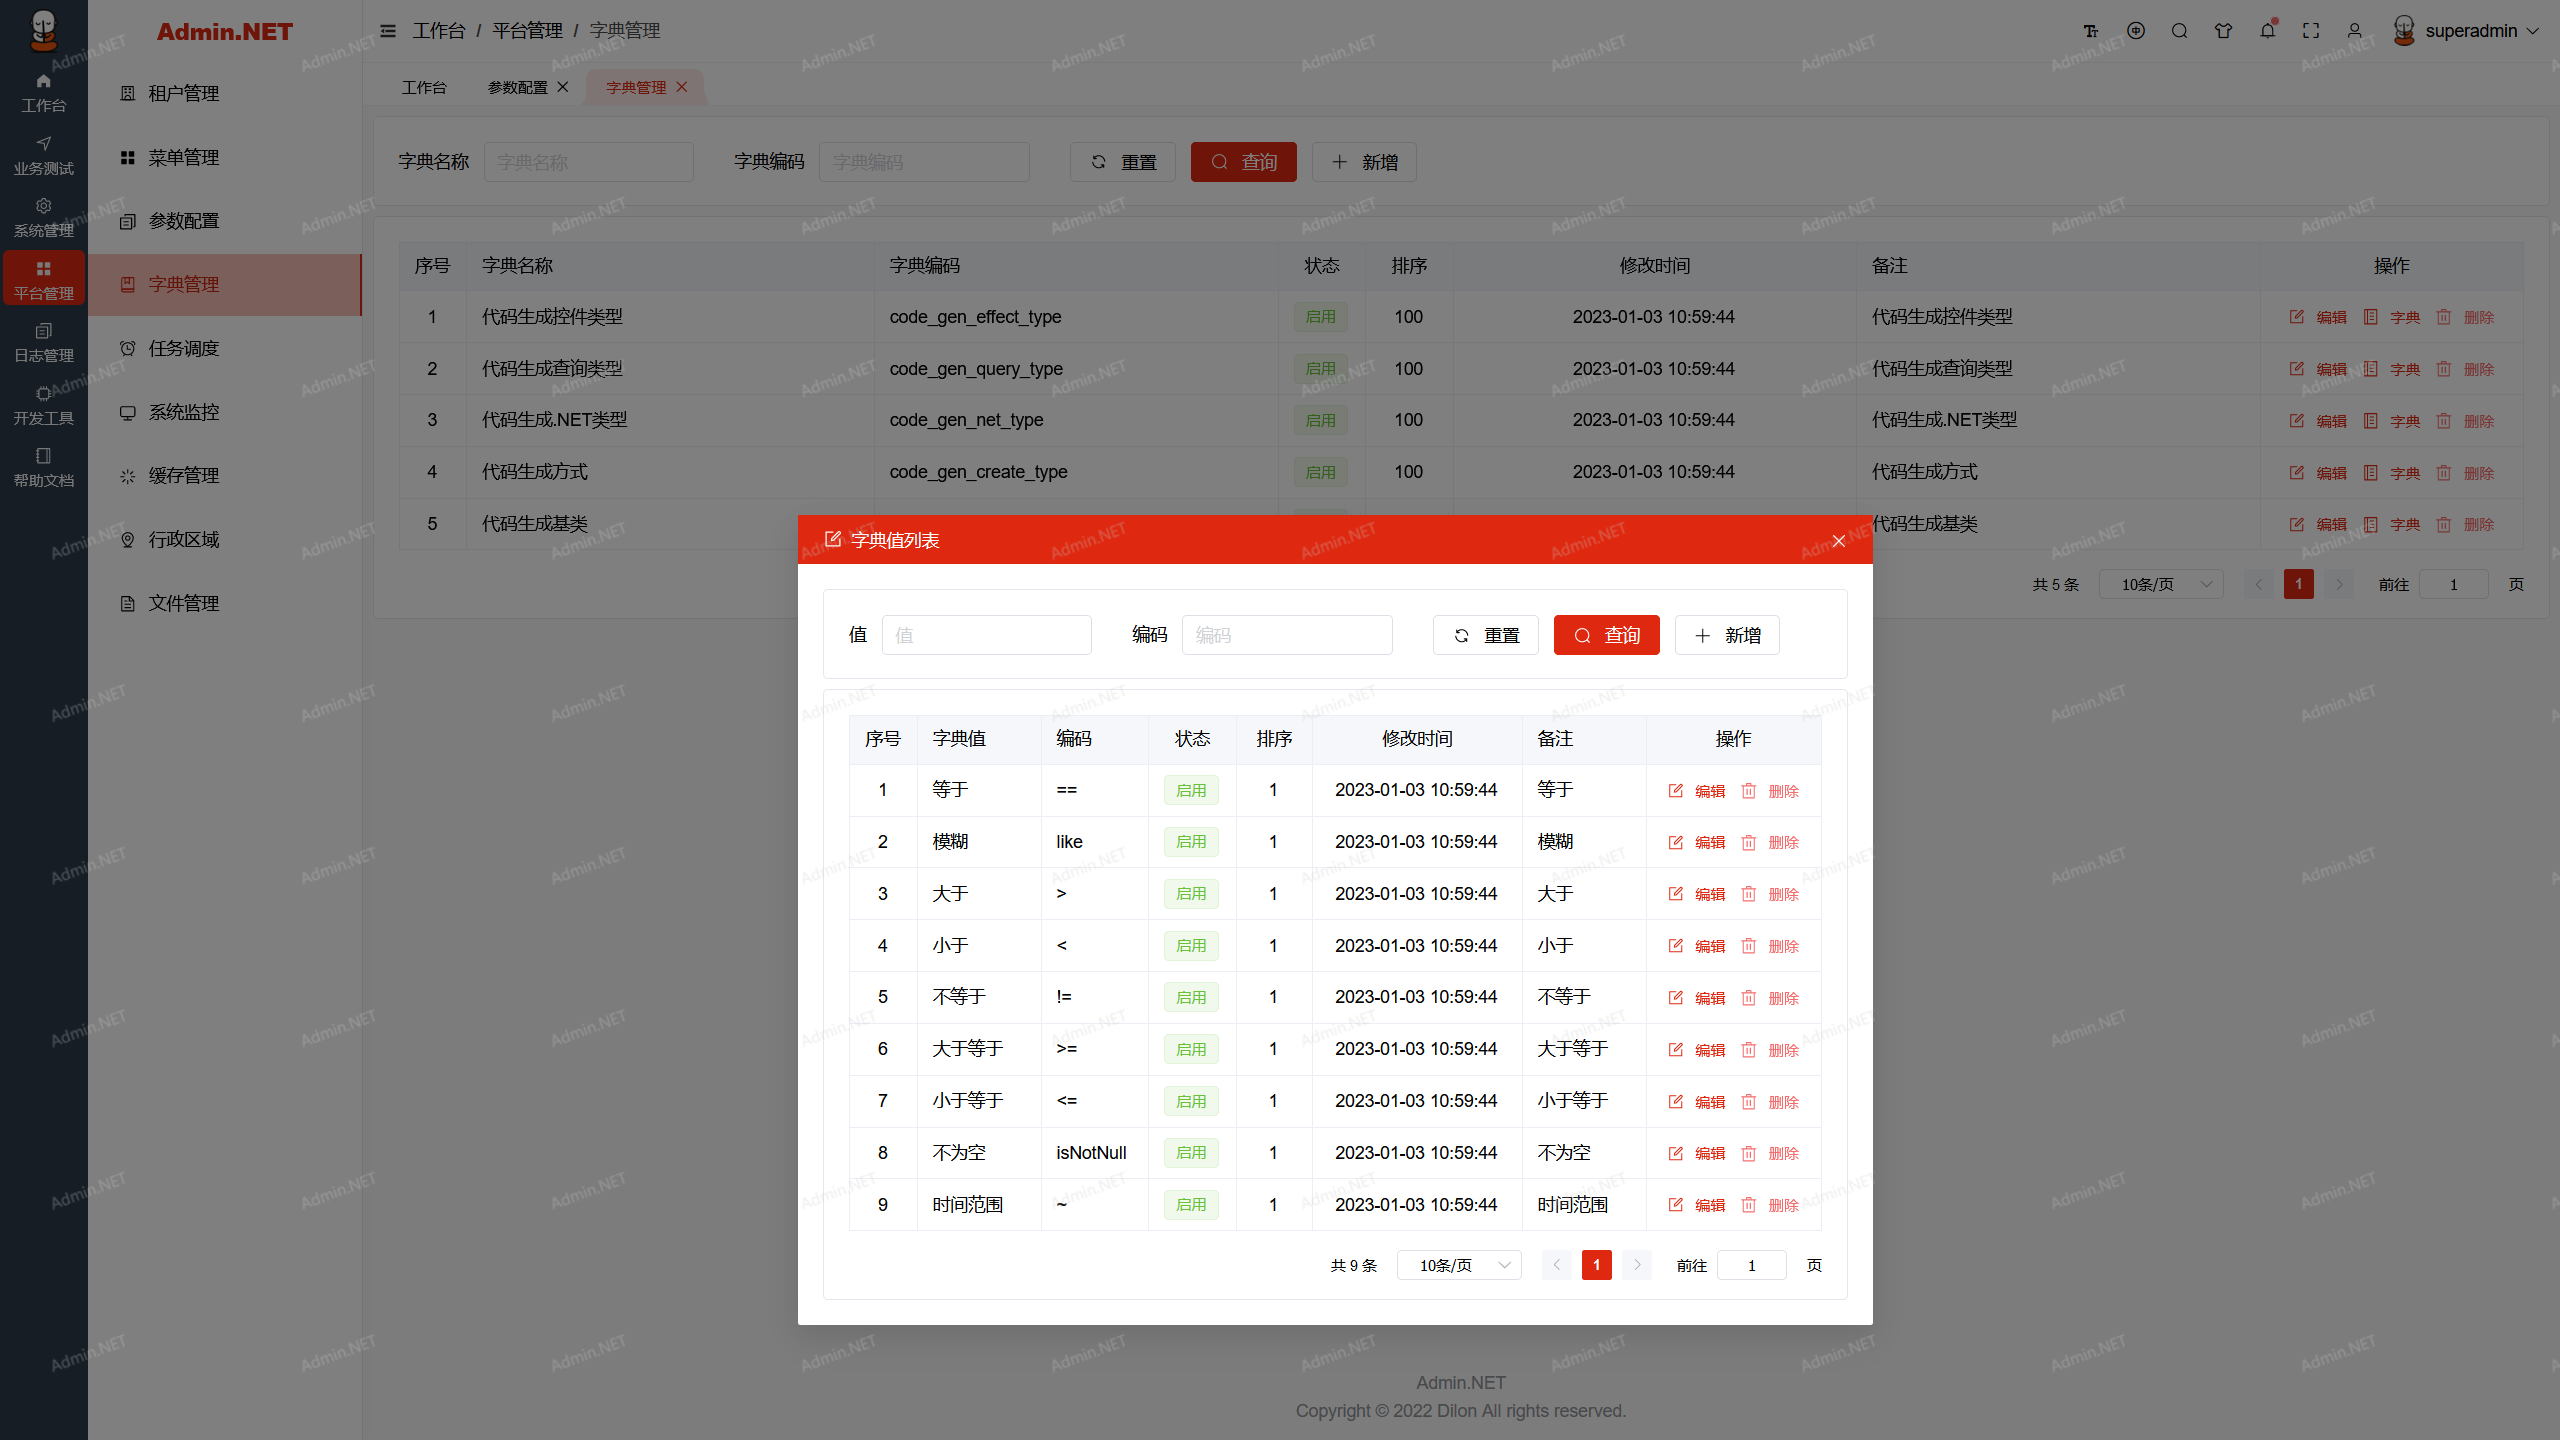 Admin.NET
工作台 / 平台管理 / 字典管理
superadmin
工作台
业务测试
系统管理
平台管理
日志管理
开发工具
帮助文档
租户管理
菜单管理
参数配置
字典管理
任务调度
系统监控
缓存管理
行政区域
文件管理
工作台 参数配置 字典管理
字典名称 字典名称 字典编码 字典编码 重置 查询 新增
序号 字典名称 字典编码 状态 排序 修改时间 备注 操作
1 代码生成控件类型 code_gen_effect_type 启用 100 2023-01-03 10:59:44 代码生成控件类型 编辑 字典 删除
2 代码生成查询类型 code_gen_query_type 启用 100 2023-01-03 10:59:44 代码生成查询类型 编辑 字典 删除
3 代码生成.NET类型 code_gen_net_type 启用 100 2023-01-03 10:59:44 代码生成.NET类型 编辑 字典 删除
4 代码生成方式 code_gen_create_type 启用 100 2023-01-03 10:59:44 代码生成方式 编辑 字典 删除
5 代码生成基类 代码生成基类 编辑 字典 删除
共 5 条 10条/页 1 前往 1 页
字典值列表
值 值 编码 编码 重置 查询 新增
序号 字典值 编码 状态 排序 修改时间 备注 操作
1 等于 == 启用 1 2023-01-03 10:59:44 等于 编辑 删除
2 模糊 like 启用 1 2023-01-03 10:59:44 模糊 编辑 删除
3 大于 > 启用 1 2023-01-03 10:59:44 大于 编辑 删除
4 小于 < 启用 1 2023-01-03 10:59:44 小于 编辑 删除
5 不等于 != 启用 1 2023-01-03 10:59:44 不等于 编辑 删除
6 大于等于 >= 启用 1 2023-01-03 10:59:44 大于等于 编辑 删除
7 小于等于 <= 启用 1 2023-01-03 10:59:44 小于等于 编辑 删除
8 不为空 isNotNull 启用 1 2023-01-03 10:59:44 不为空 编辑 删除
9 时间范围 ~ 启用 1 2023-01-03 10:59:44 时间范围 编辑 删除
共 9 条 10条/页 1 前往 1 页
Admin.NET
Copyright © 2022 Dilon All rights reserved.